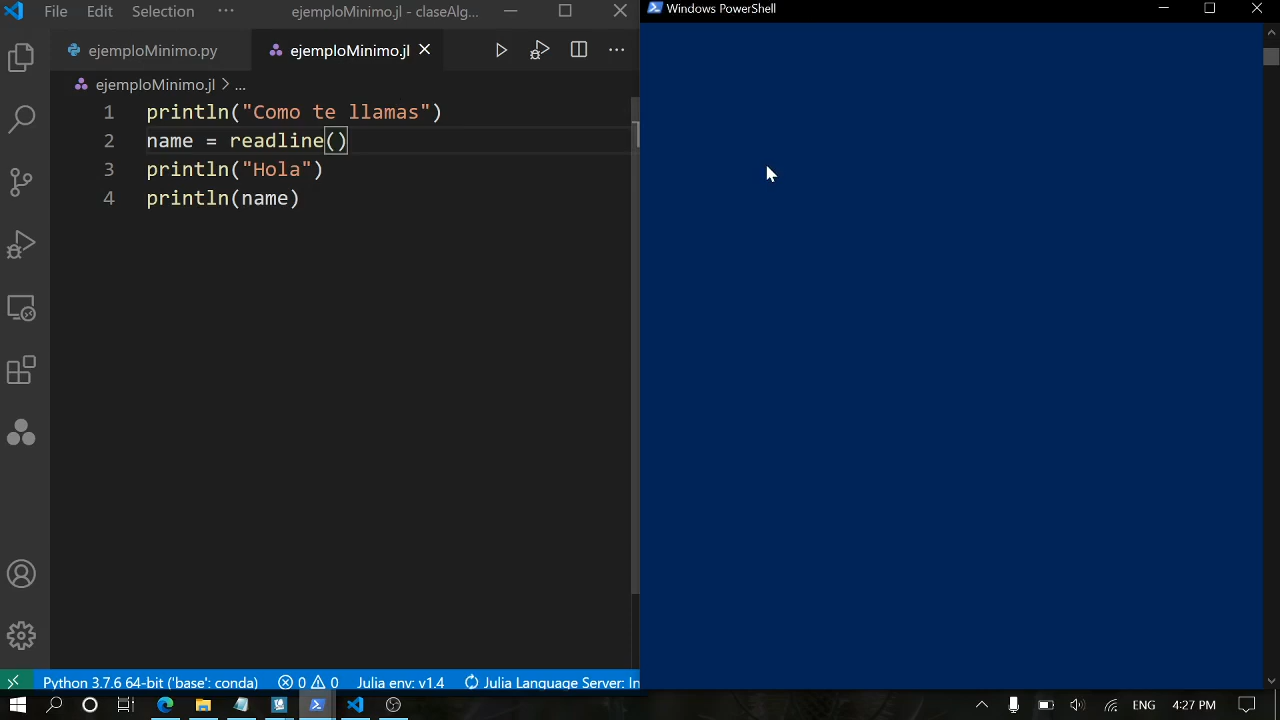 File Edit Selection ··· ejemploMinimo.jl - claseAlg...
Windows PowerShell
ejemploMinimo.py ejemploMinimo.jl
ejemploMinimo.jl > ...
1 println("Como te llamas")
2 name = readline()
3 println("Hola")
4 println(name)
Python 3.7.6 64-bit ('base': conda) 0 0 Julia env: v1.4 Julia Language Server: In
ENG 4:27 PM